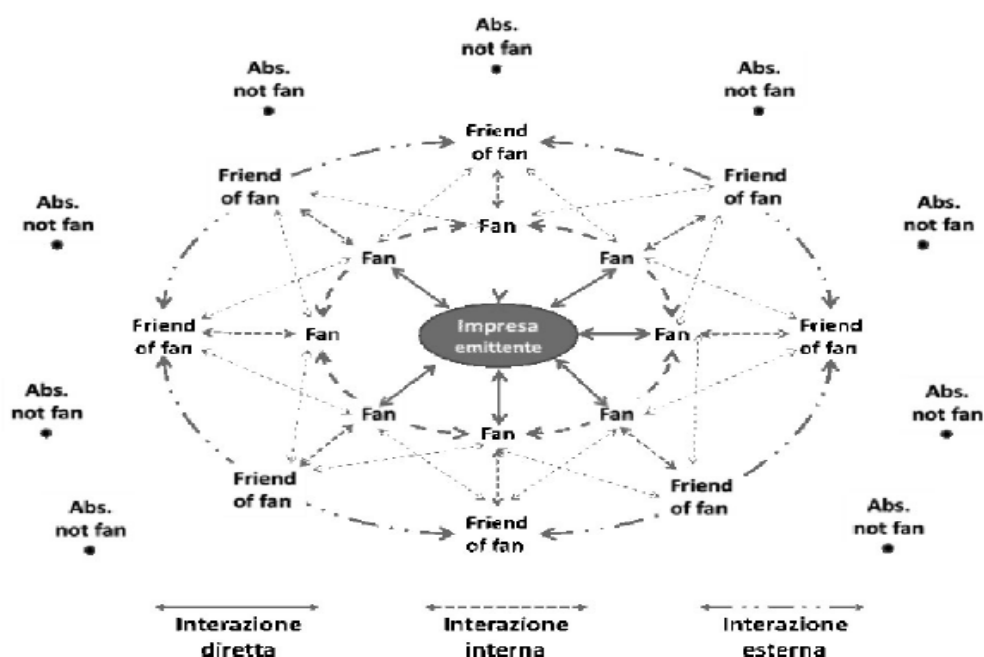 Abs.
not fan
Abs.
not fan
Abs.
not fan
Friend
of fan
Friend
of fan
Friend
of fan
Abs.
not fan
Abs.
not fan
Fan
Fan
Fan
Friend
of fan
Fan
Impresa
emittente
Fan
Friend
of fan
Abs.
not fan
Abs.
not fan
Fan
Fan
Fan
Friend
of fan
Friend
of fan
Friend
of fan
Abs.
not fan
Abs.
not fan
Interazione
diretta
Interazione
interna
Interazione
esterna